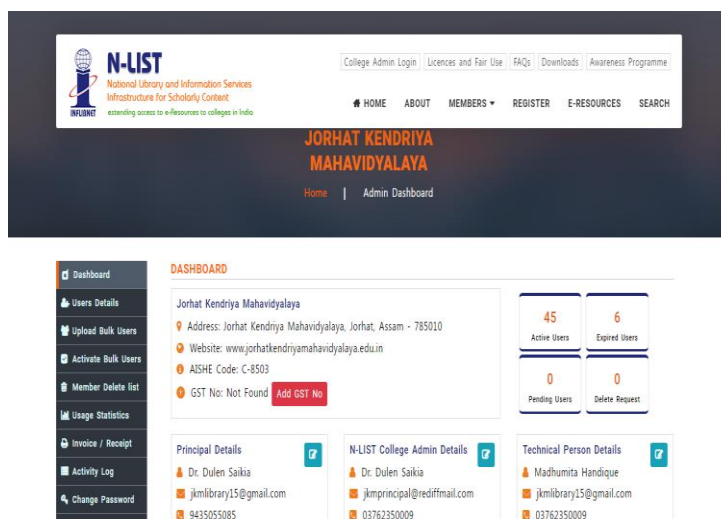 N-LIST
National Library and Information Services
Infrastructure for Scholarly Content
extending access to e-Resources to colleges in India
INFLIBNET
College Admin Login
Licences and Fair Use
FAQs
Downloads
Awareness Programme
HOME
ABOUT
MEMBERS
REGISTER
E-RESOURCES
SEARCH
JORHAT KENDRIYA
MAHAVIDYALAYA
Home | Admin Dashboard
Dashboard
Users Details
Upload Bulk Users
Activate Bulk Users
Member Delete list
Usage Statistics
Invoice / Receipt
Activity Log
Change Password
DASHBOARD
Jorhat Kendriya Mahavidyalaya
Address: Jorhat Kendriya Mahavidyalaya, Jorhat, Assam - 785010
Website: www.jorhatkendriyamahavidyalaya.edu.in
AISHE Code: C-8503
GST No: Not Found Add GST No
45
Active Users
6
Expired Users
0
Pending Users
0
Delete Request
Principal Details
Dr. Dulen Saikia
jkmlibrary15@gmail.com
9435055085
N-LIST College Admin Details
Dr. Dulen Saikia
jkmprincipal@rediffmail.com
03762350009
Technical Person Details
Madhumita Handique
jkmlibrary15@gmail.com
03762350009